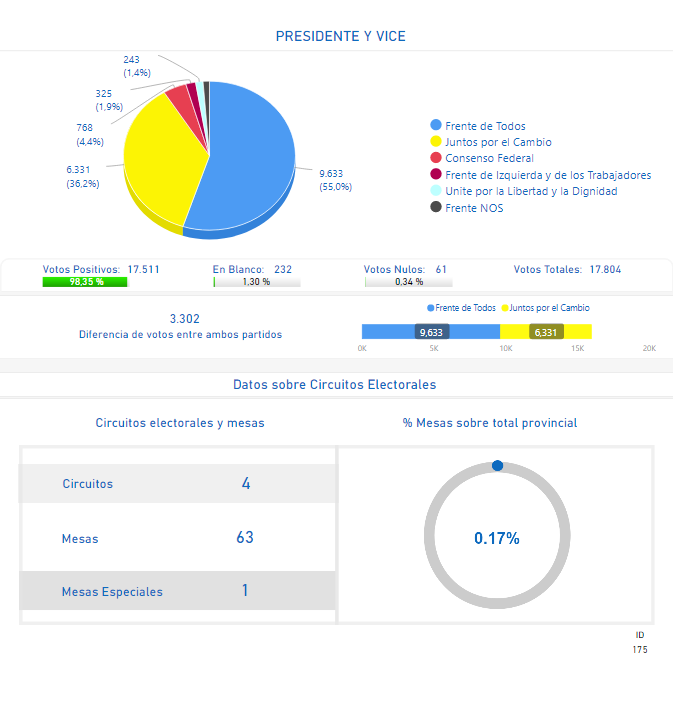 PRESIDENTE Y VICE
243
(1,4%)
325
(1,9%)
768
(4,4%)
6.331
(36,2%)
9.633
(55,0%)
Frente de Todos
Juntos por el Cambio
Consenso Federal
Frente de Izquierda y de los Trabajadores
Unite por la Libertad y la Dignidad
Frente NOS
Votos Positivos: 17.511
98,35 %
En Blanco: 232
1,30 %
Votos Nulos: 61
0,34 %
Votos Totales: 17.804
3.302
Diferencia de votos entre ambos partidos
Frente de Todos Juntos por el Cambio
9,633 6,331
0K 5K 10K 15K 20K
Datos sobre Circuitos Electorales
Circuitos electorales y mesas
Circuitos 4
Mesas 63
Mesas Especiales 1
% Mesas sobre total provincial
0.17%
ID
175